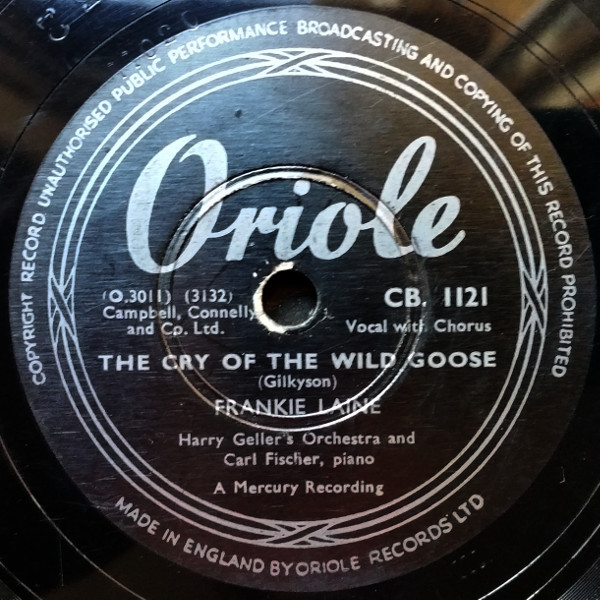 COPYRIGHT RECORD UNAUTHORISED PUBLIC PERFORMANCE BROADCASTING AND COPYING OF THIS RECORD PROHIBITED
Oriole
(O.3011) (3132)
Campbell, Connelly
and Co. Ltd.
CB. 1121
Vocal with Chorus
THE CRY OF THE WILD GOOSE
(Gilkyson)
FRANKIE LAINE
Harry Geller's Orchestra and
Carl Fischer, piano
A Mercury Recording
MADE IN ENGLAND BY ORIOLE RECORDS LTD